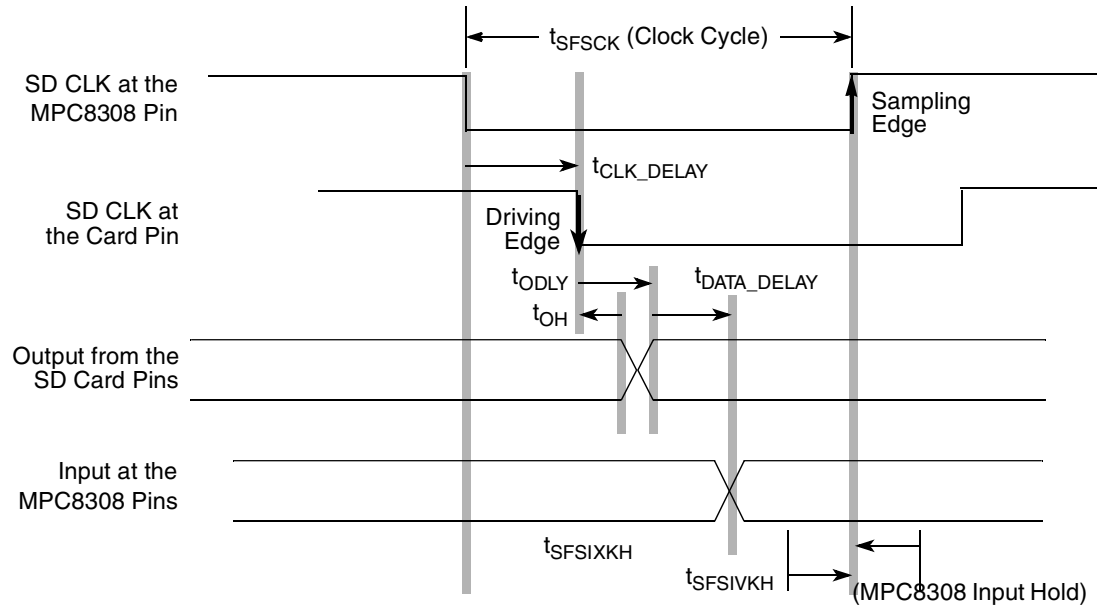 tSFSCK (Clock Cycle)
SD CLK at the
MPC8308 Pin
Sampling
Edge
tCLK_DELAY
SD CLK at
the Card Pin
Driving
Edge
tODLY
tDATA_DELAY
tOH
Output from the
SD Card Pins
Input at the
MPC8308 Pins
tSFSIXKH
tSFSIVKH
(MPC8308 Input Hold)